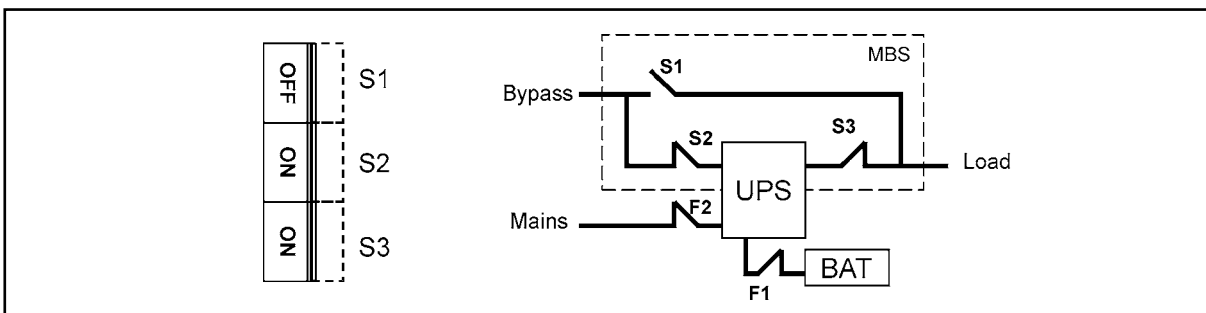 OFF S1
ON S2
ON S3
MBS
S1
Bypass
S2 S3
Load
UPS
Mains F2
BAT
F1